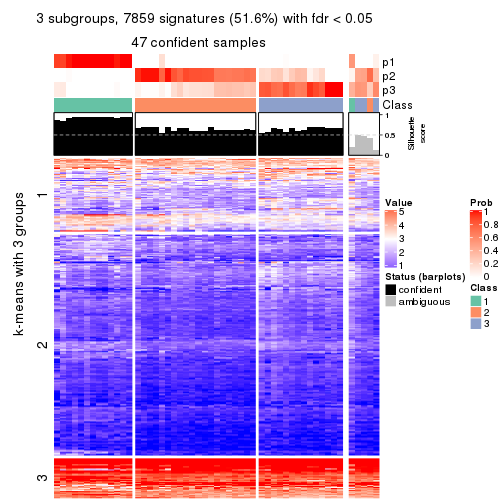 3 subgroups, 7859 signatures (51.6%) with fdr < 0.05
47 confident samples
p1
p2
p3
Class
1
0.5
0
Silhouette
score
k-means with 3 groups
1
2
3
Value
5
4
3
2
1
Status (barplots)
confident
ambiguous
Prob
1
0.8
0.6
0.4
0.2
0
Class
1
2
3